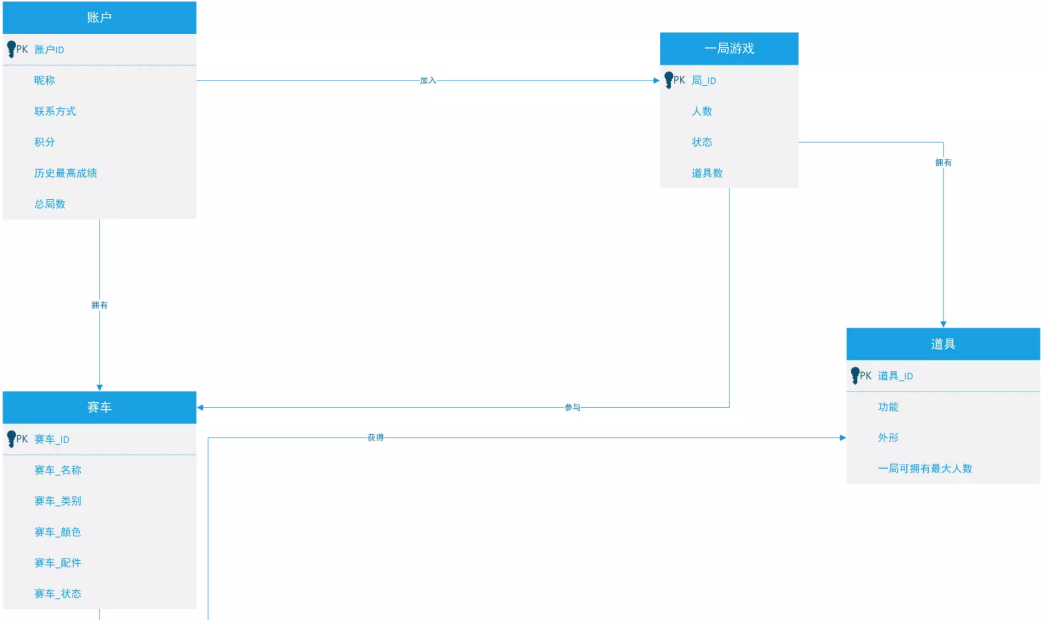 账户
PK 账户ID
昵称
联系方式
积分
历史最高成绩
总局数
加入
一局游戏
PK 局_ID
人数
状态
道具数
拥有
拥有
道具
PK 道具_ID
功能
外形
一局可拥有最大人数
赛车
PK 赛车_ID
赛车_名称
赛车_类别
赛车_颜色
赛车_配件
赛车_状态
参与
获得